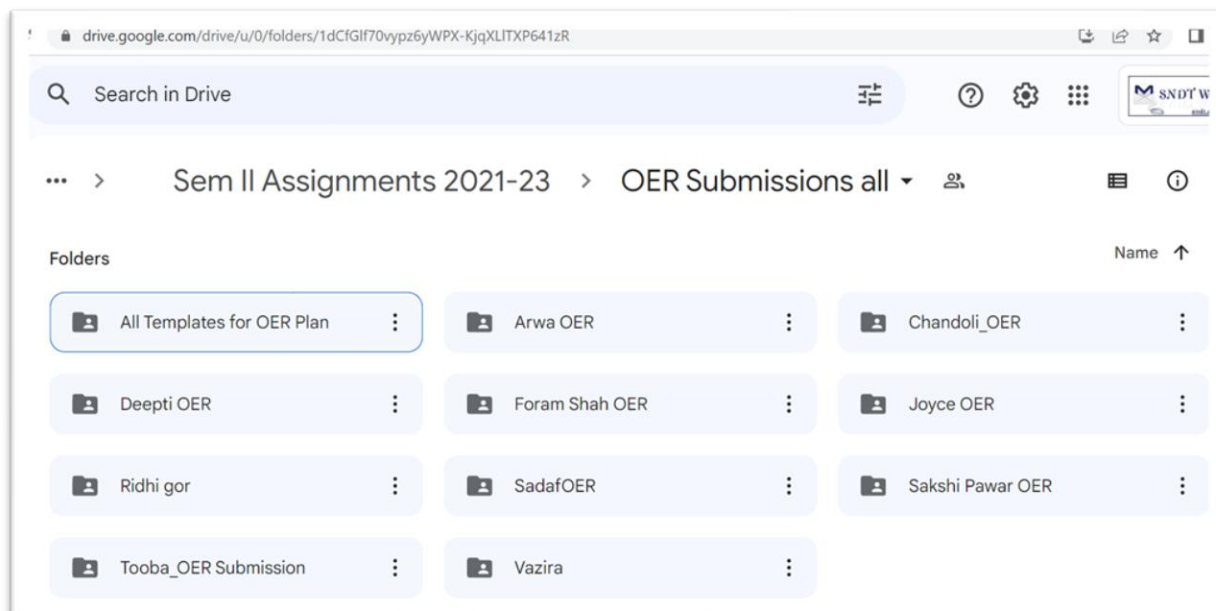 drive.google.com/drive/u/0/folders/1dCfGlf70vypz6yWPX-KjqXLlTXP641zR
Search in Drive
SNDT W
Sem II Assignments 2021-23 > OER Submissions all
Folders
Name
All Templates for OER Plan
Arwa OER
Chandoli_OER
Deepti OER
Foram Shah OER
Joyce OER
Ridhi gor
SadafOER
Sakshi Pawar OER
Tooba_OER Submission
Vazira